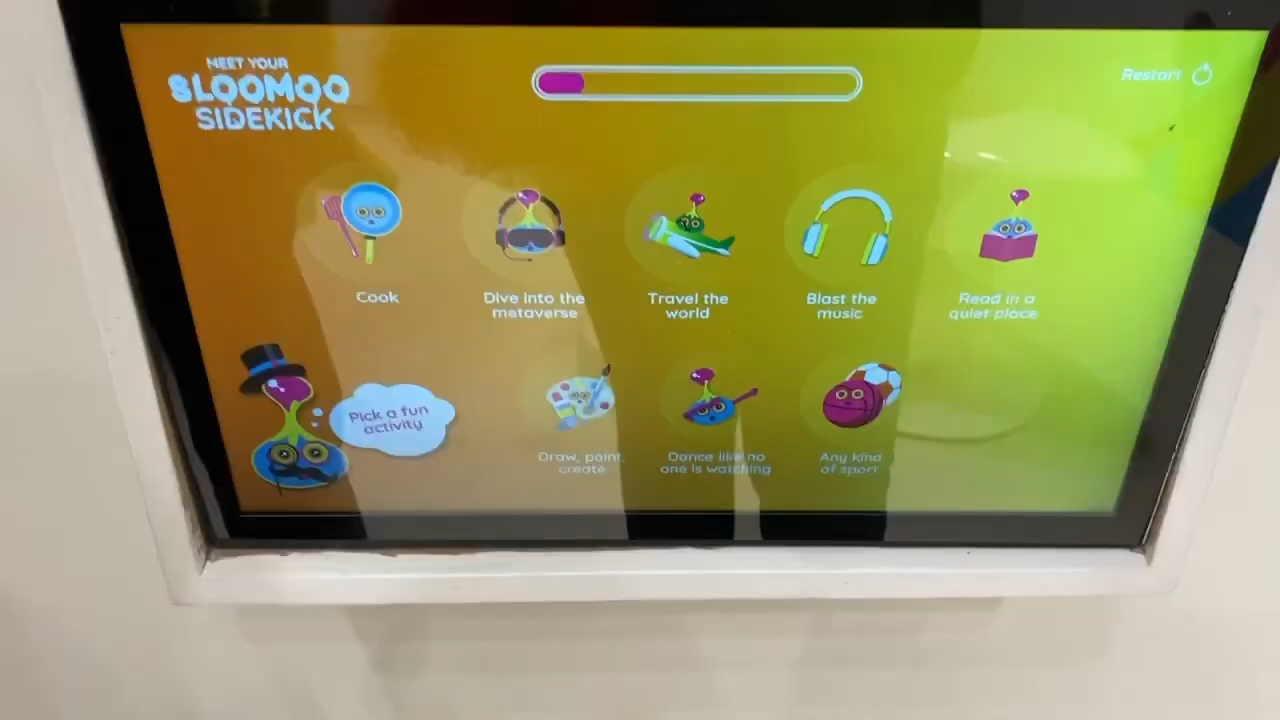 MEET YOUR
SLOOMOO
SIDEKICK
Restart
Cook
Dive into the
metaverse
Travel the
world
Blast the
music
Read in a
quiet place
Pick a fun
activity
Draw, paint,
create
Dance like no
one is watching
Any kind
of sport